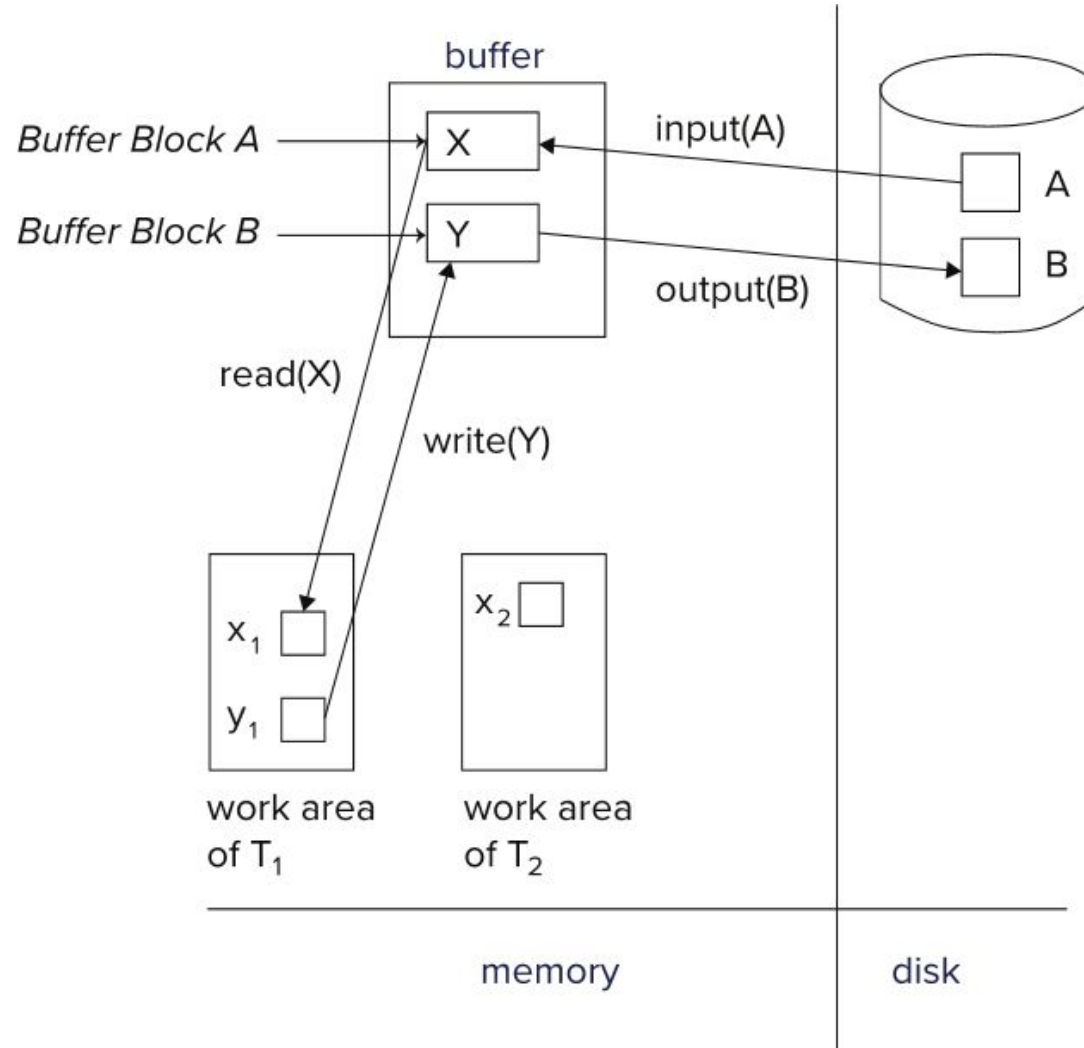 buffer
Buffer Block A
X
input(A)
A
Buffer Block B
Y
output(B)
B
read(X)
write(Y)
x₁
x₂
y₁
work area
of T₁
work area
of T₂
memory
disk